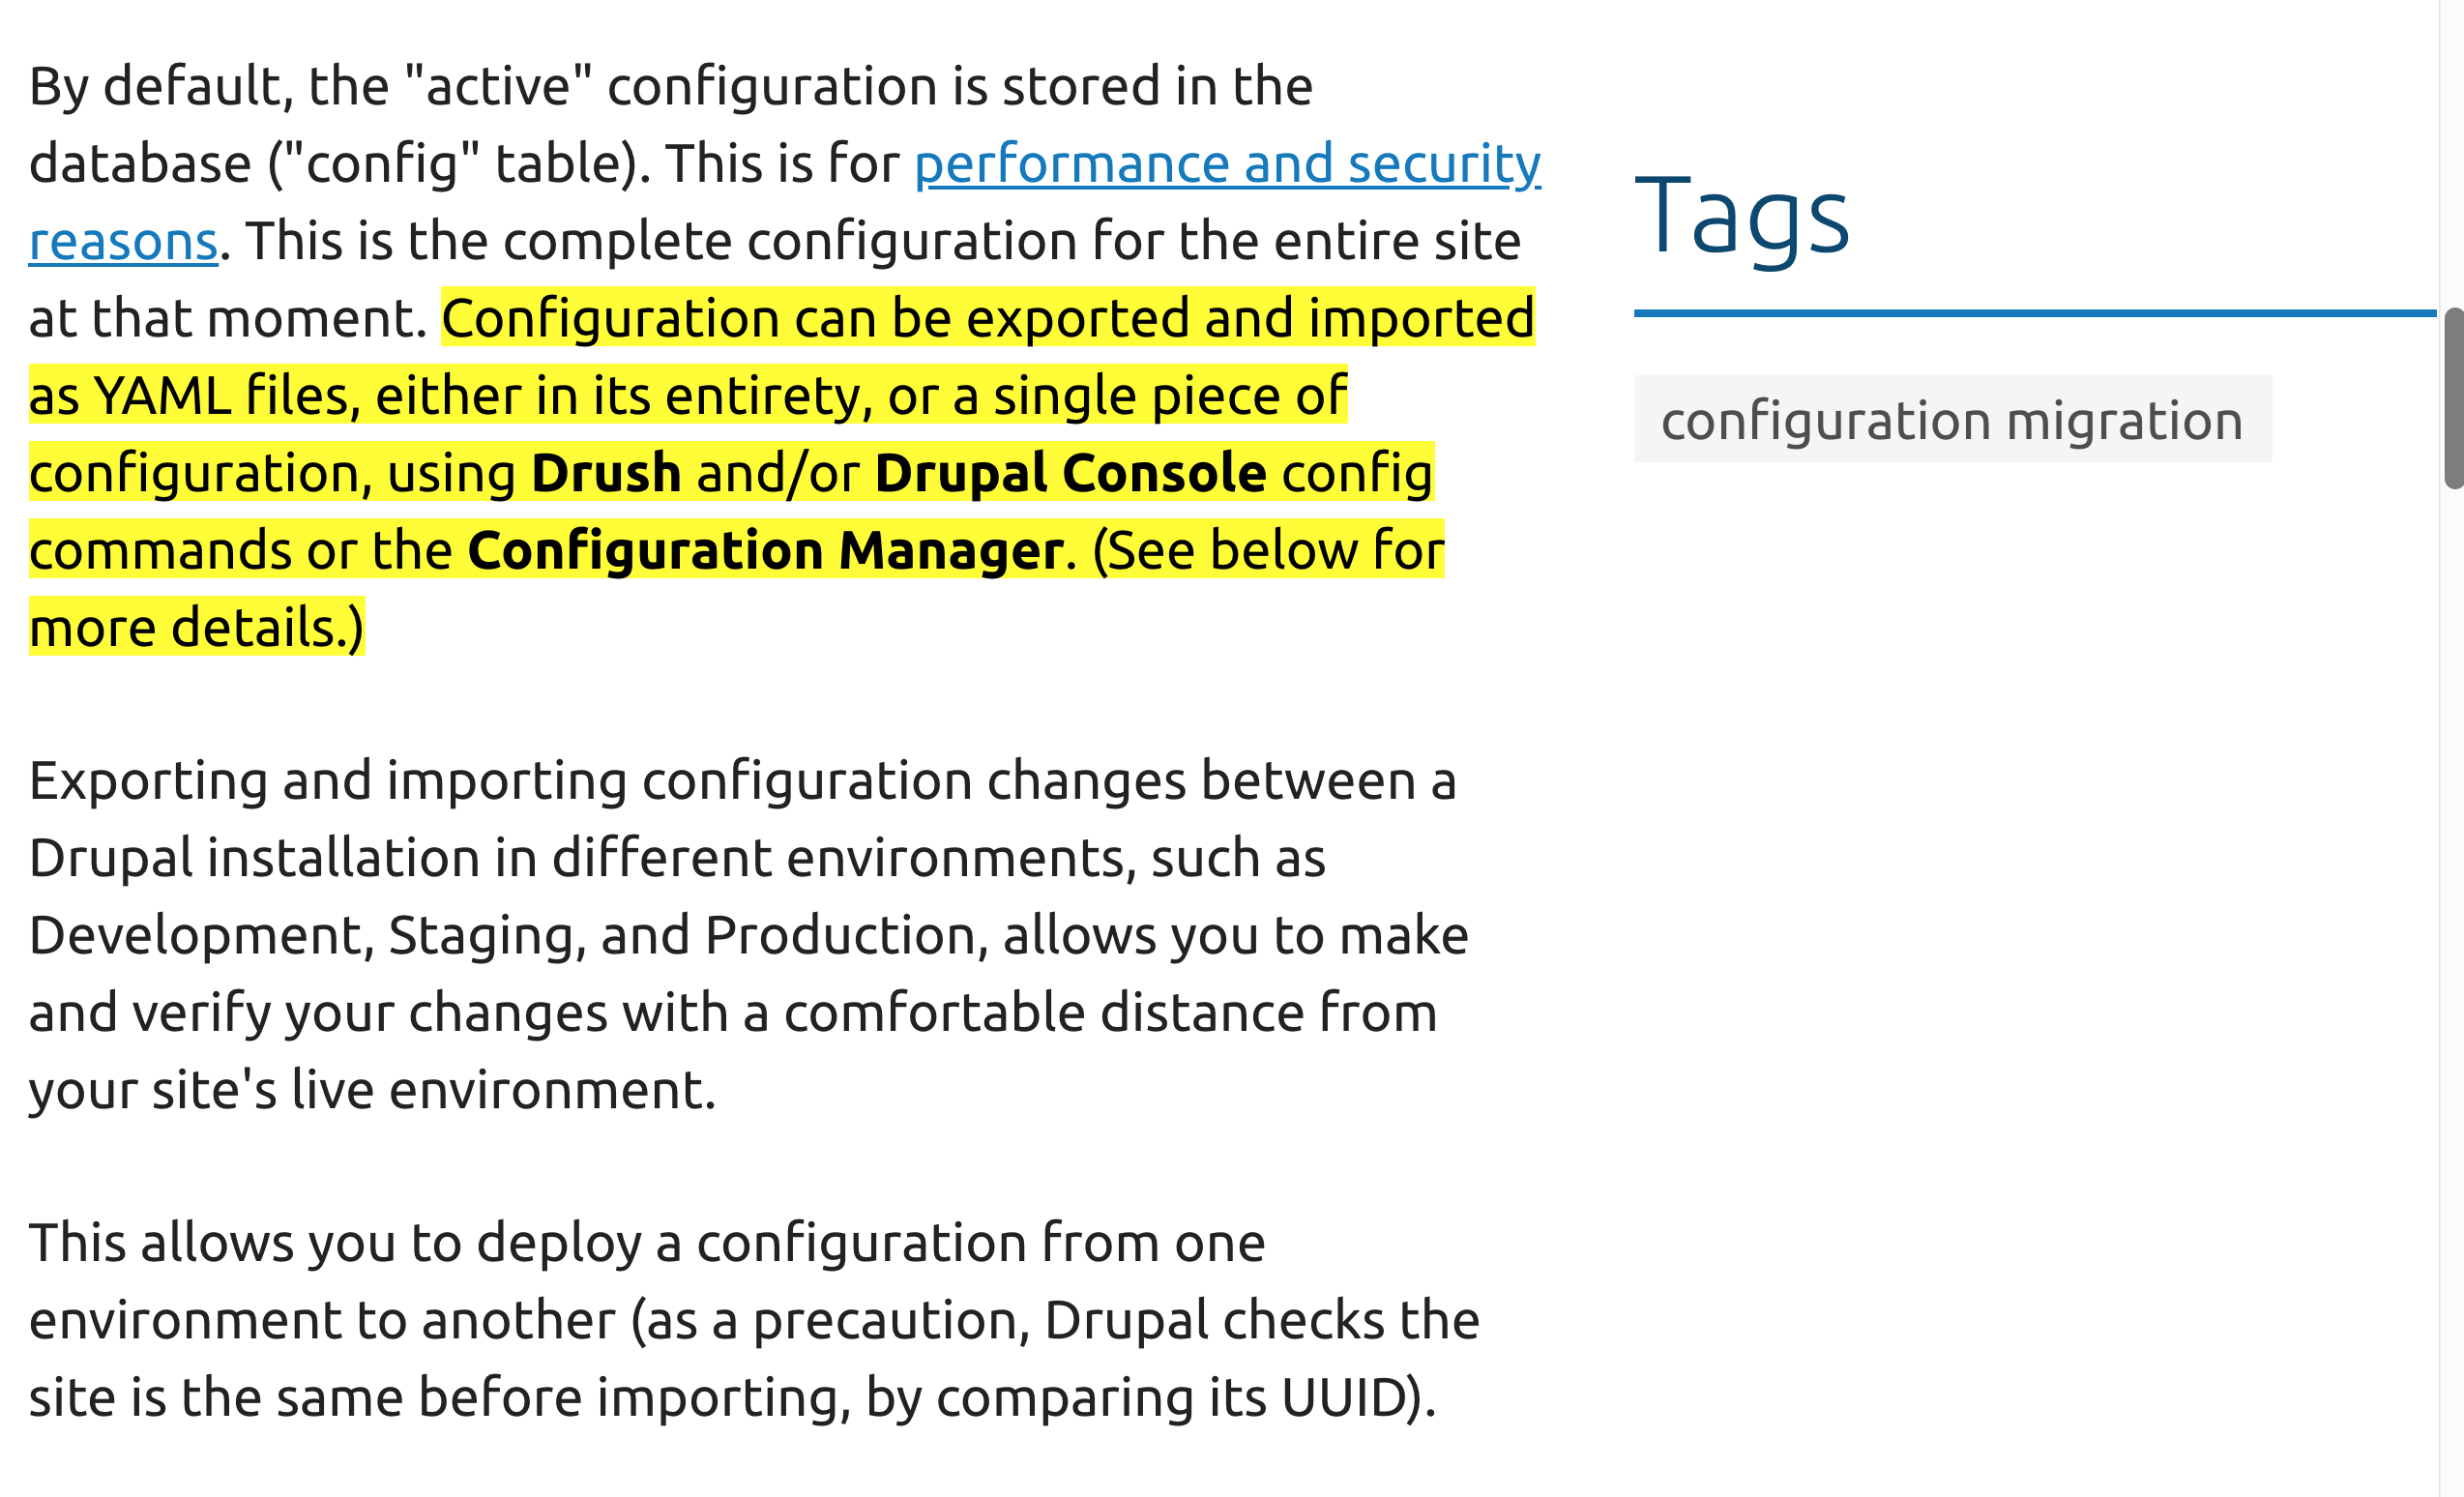 By default, the "active" configuration is stored in the
database ("config" table). This is for performance and security
reasons. This is the complete configuration for the entire site
at that moment. Configuration can be exported and imported
as YAML files, either in its entirety, or a single piece of
configuration, using Drush and/or Drupal Console config
commands or the Configuration Manager. (See below for
more details.)
Exporting and importing configuration changes between a
Drupal installation in different environments, such as
Development, Staging, and Production, allows you to make
and verify your changes with a comfortable distance from
your site's live environment.
This allows you to deploy a configuration from one
environment to another (as a precaution, Drupal checks the
site is the same before importing, by comparing its UUID).
Tags
configuration migration